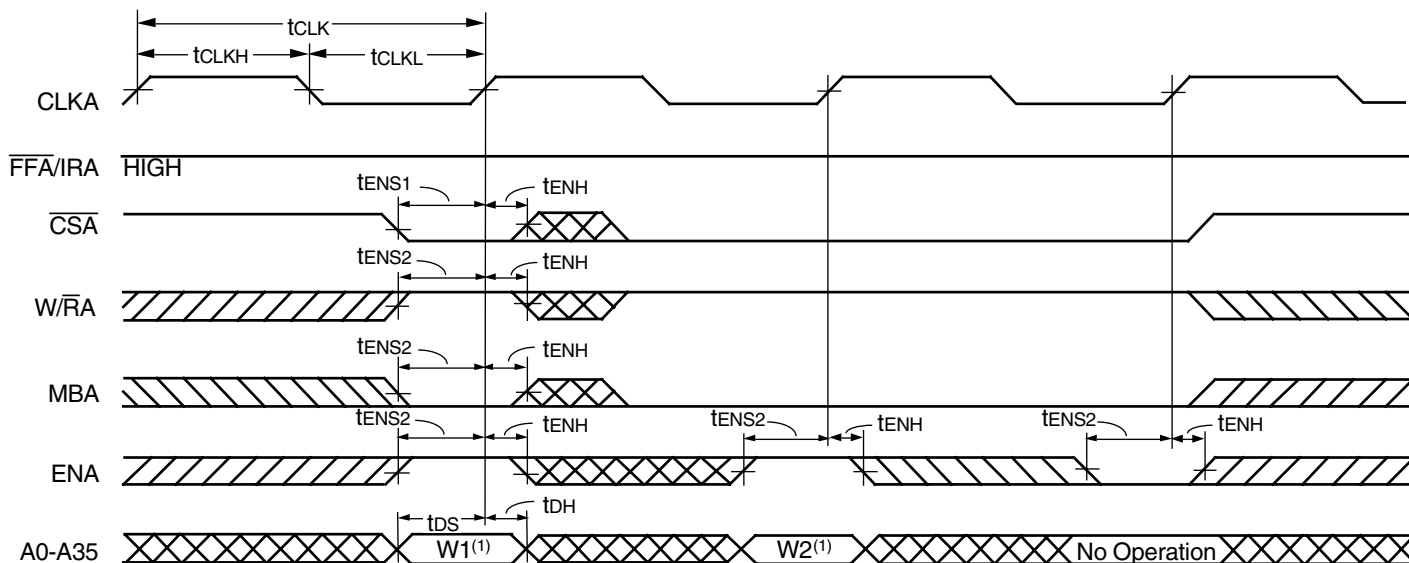 tCLK
tCLKH tCLKL
CLKA
FFA/IRA HIGH
tENS1 tENH
CSA
tENS2 tENH
W/RA
tENS2 tENH
MBA
tENS2 tENH tENS2 tENH tENS2 tENH
ENA
tDS tDH
A0-A35 W1(1) W2(1) No Operation